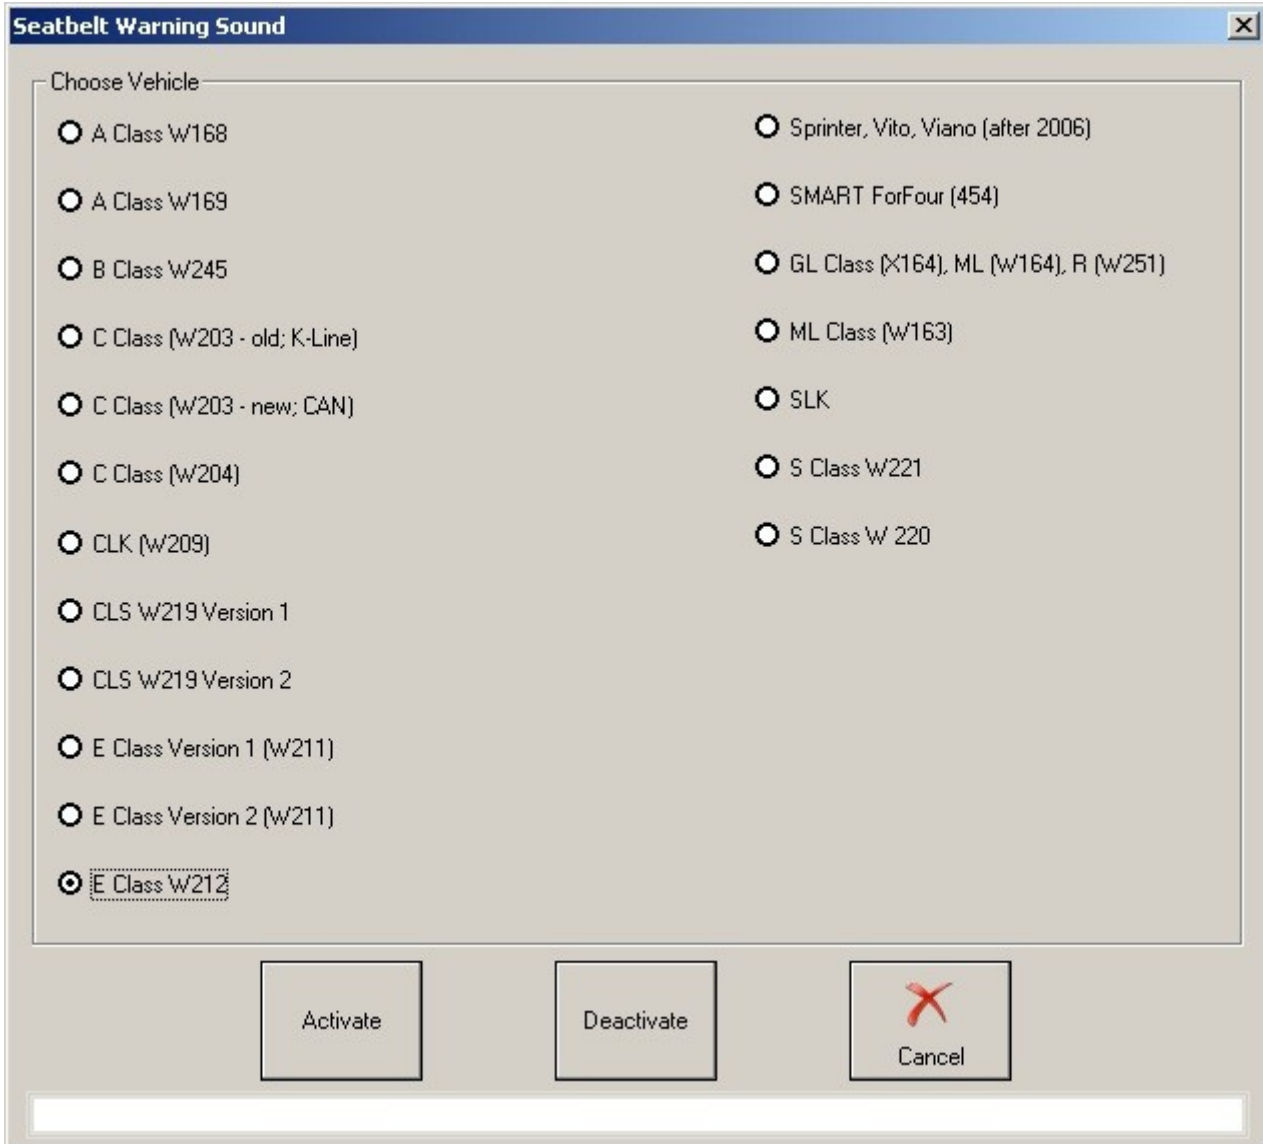 Seatbelt Warning Sound
Choose Vehicle
A Class W168
A Class W169
B Class W245
C Class (W203 - old; K-Line)
C Class (W203 - new; CAN)
C Class (W204)
CLK (W209)
CLS W219 Version 1
CLS W219 Version 2
E Class Version 1 (W211)
E Class Version 2 (W211)
E Class W212
Sprinter, Vito, Viano (after 2006)
SMART ForFour (454)
GL Class (X164), ML (W164), R (W251)
ML Class (W163)
SLK
S Class W221
S Class W 220
Activate
Deactivate
Cancel